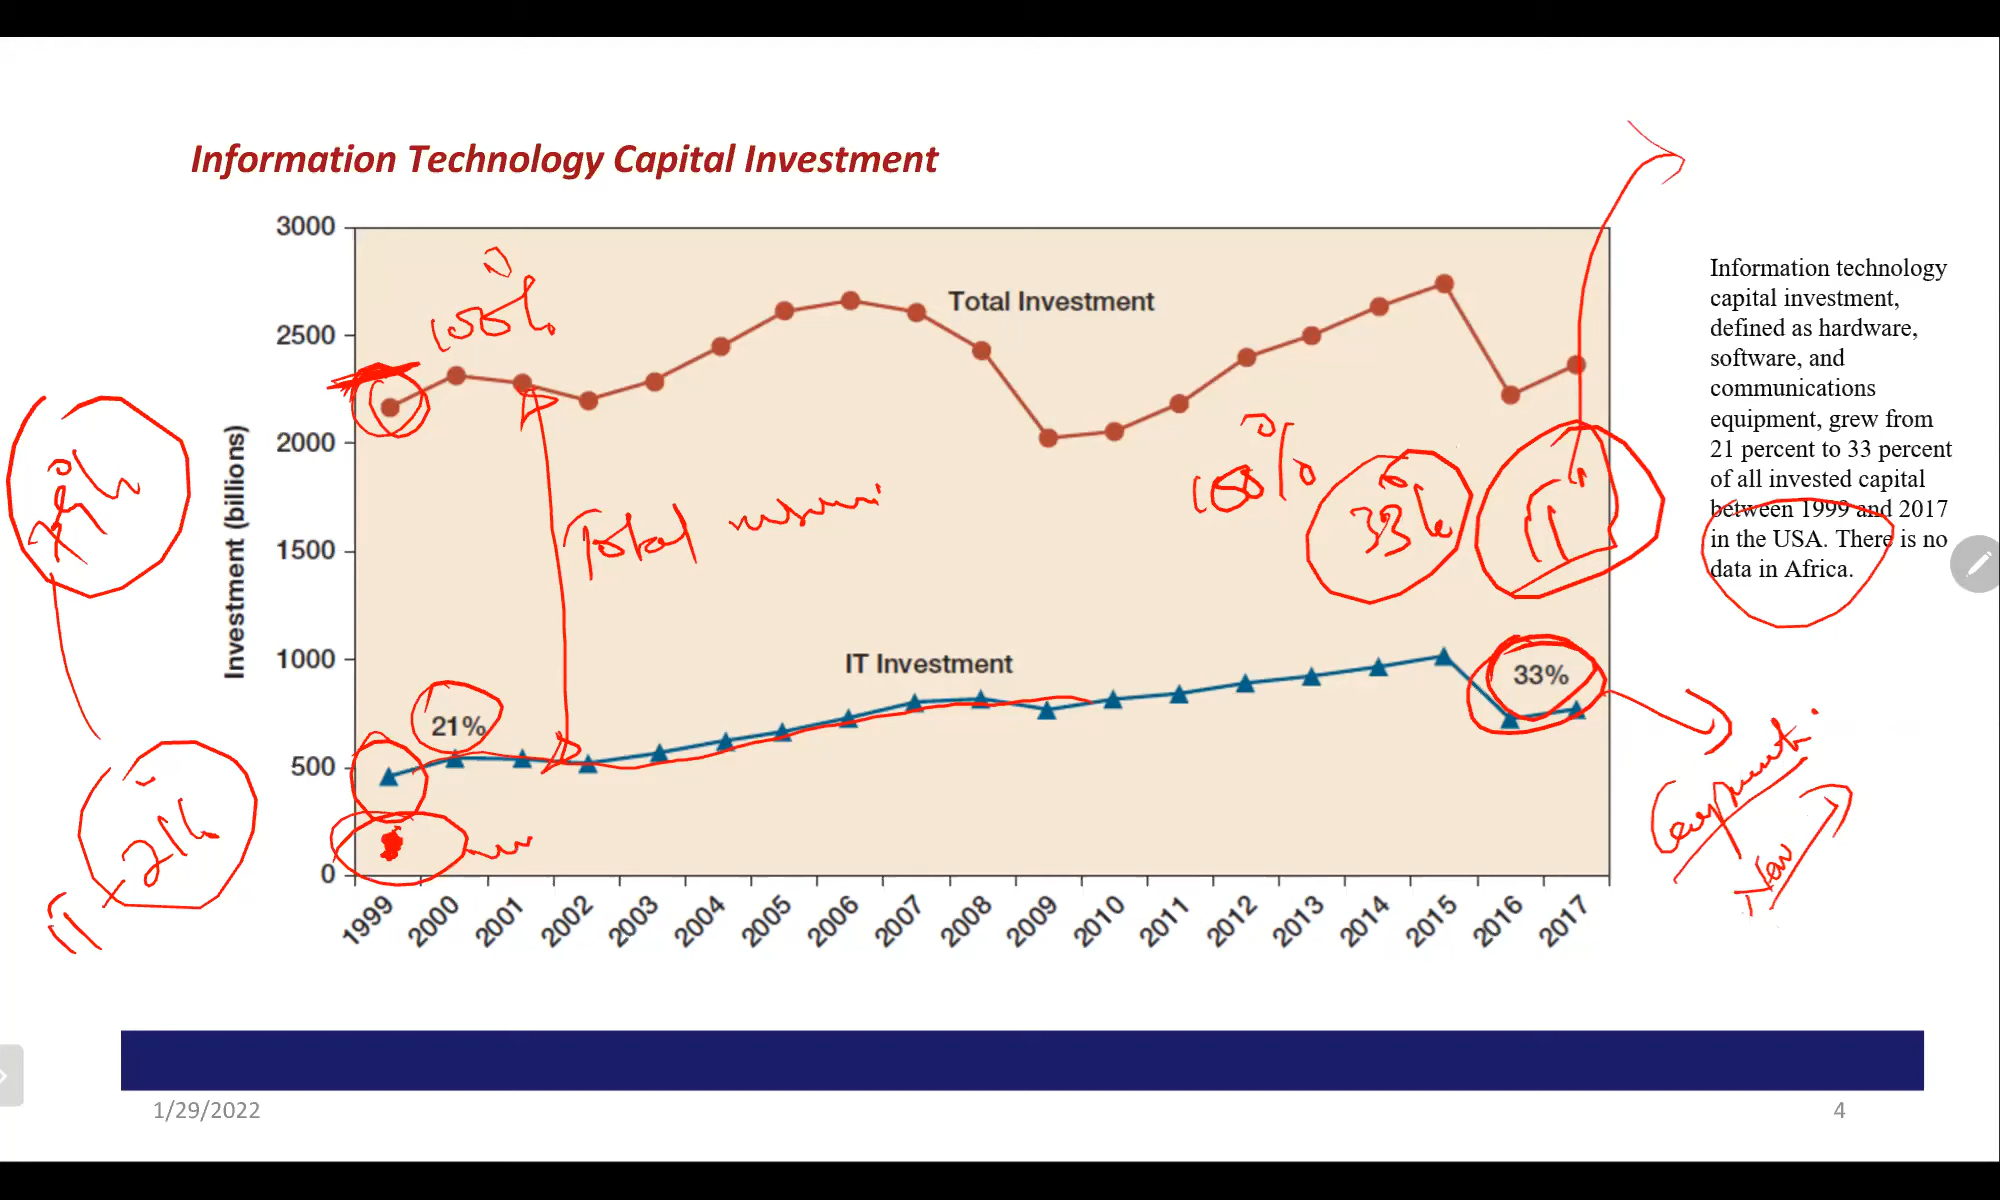 Information Technology Capital Investment
3000
2500
2000
1500
1000
500
0
Investment (billions)
Total Investment
IT Investment
21%
33%
1999
2000
2001
2002
2003
2004
2005
2006
2007
2008
2009
2010
2011
2012
2013
2014
2015
2016
2017
100%
Total
100%
33%
IT
79%
21%
IT
Information technology
capital investment,
defined as hardware,
software, and
communications
equipment, grew from
21 percent to 33 percent
of all invested capital
between 1999 and 2017
in the USA. There is no
data in Africa.
1/29/2022
4